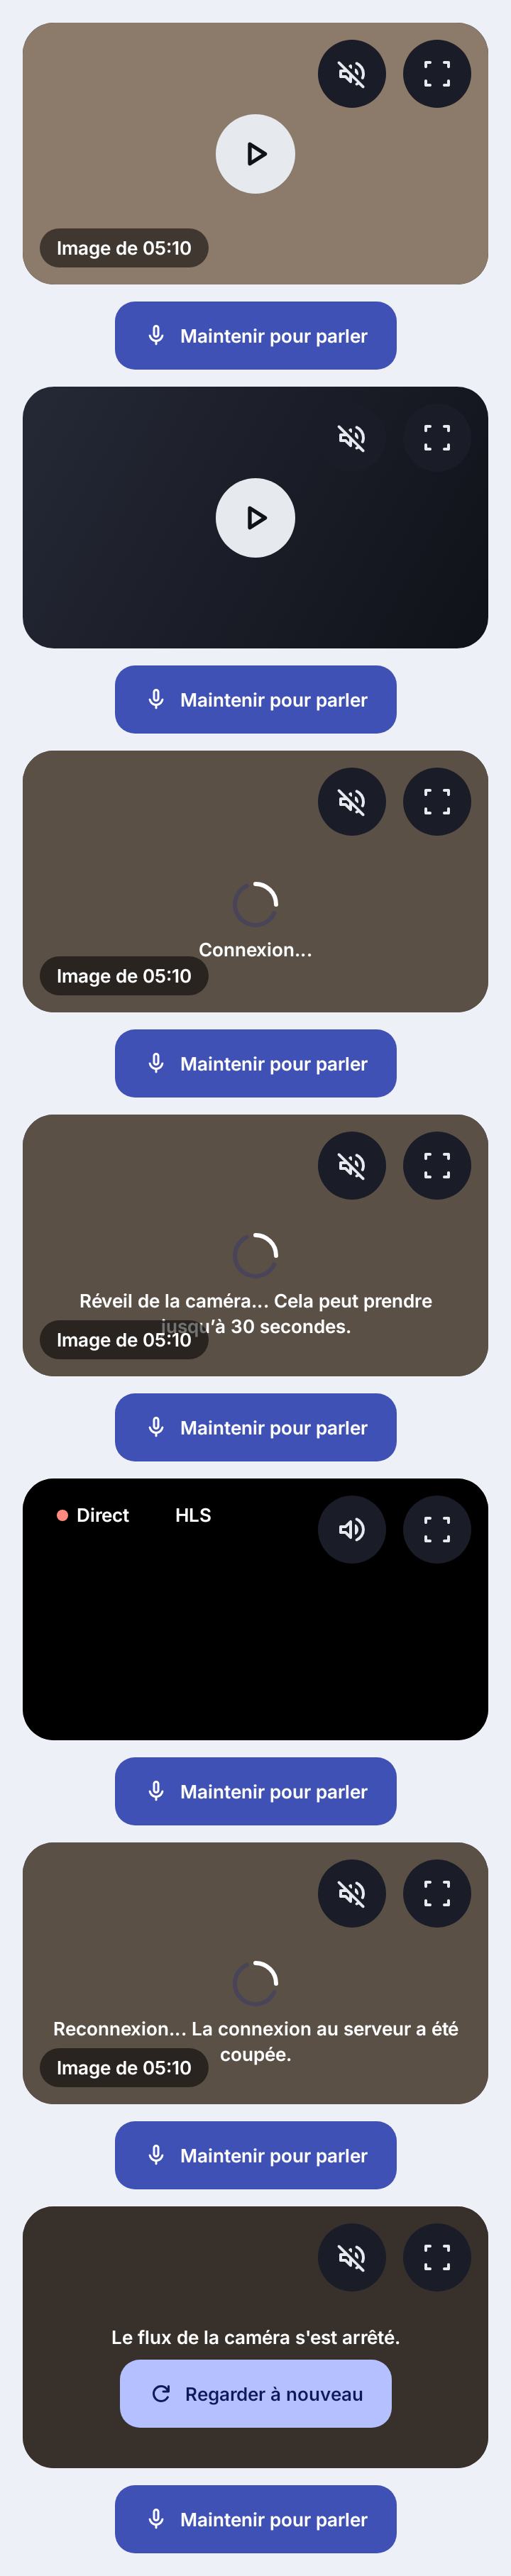 Image de 05:10
Maintenir pour parler
Maintenir pour parler
Connexion…
Image de 05:10
Maintenir pour parler
Réveil de la caméra… Cela peut prendre
jusqu’à 30 secondes.
Image de 05:10
Maintenir pour parler
Direct HLS
Maintenir pour parler
Reconnexion… La connexion au serveur a été
coupée.
Image de 05:10
Maintenir pour parler
Le flux de la caméra s'est arrêté.
Regarder à nouveau
Maintenir pour parler